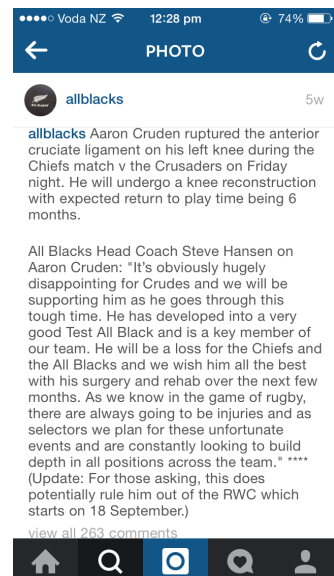 Voda NZ 12:28 pm 74%
PHOTO
allblacks 5w
allblacks Aaron Cruden ruptured the anterior
cruciate ligament on his left knee during the
Chiefs match v the Crusaders on Friday
night. He will undergo a knee reconstruction
with expected return to play time being 6
months.
All Blacks Head Coach Steve Hansen on
Aaron Cruden: "It's obviously hugely
disappointing for Crudes and we will be
supporting him as he goes through this
tough time. He has developed into a very
good Test All Black and is a key member of
our team. He will be a loss for the Chiefs and
the All Blacks and we wish him all the best
with his surgery and rehab over the next few
months. As we know in the game of rugby,
there are always going to be injuries and as
selectors we plan for these unfortunate
events and are constantly looking to build
depth in all positions across the team." ****
(Update: For those asking, this does
potentially rule him out of the RWC which
starts on 18 September.)
view all 263 comments